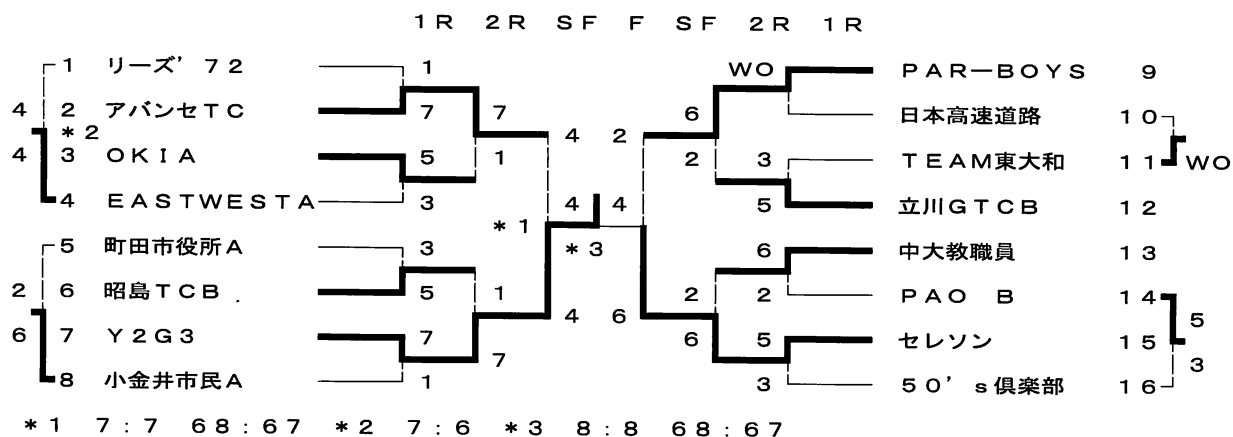 1R 2R SF F SF 2R 1R
1 リーズ’72 1 WO PAR―BOYS 9
4 2 アバンセTC 7 7 6 日本高速道路 10
*2 4 2
4 3 OKIA 5 1 2 3 TEAM東大和 11 WO
4 EASTWESTA 3 5 立川GTCB 12
*1 4 4
5 町田市役所A 3 *3 6 中大教職員 13
2 6 昭島TCB 5 1 2 2 PAO B 14
4 6 5
6 7 Y2G3 7 7 6 5 セレソン 15
3
8 小金井市民A 1 3 50’s倶楽部 16
*1 7:7 68:67 *2 7:6 *3 8:8 68:67